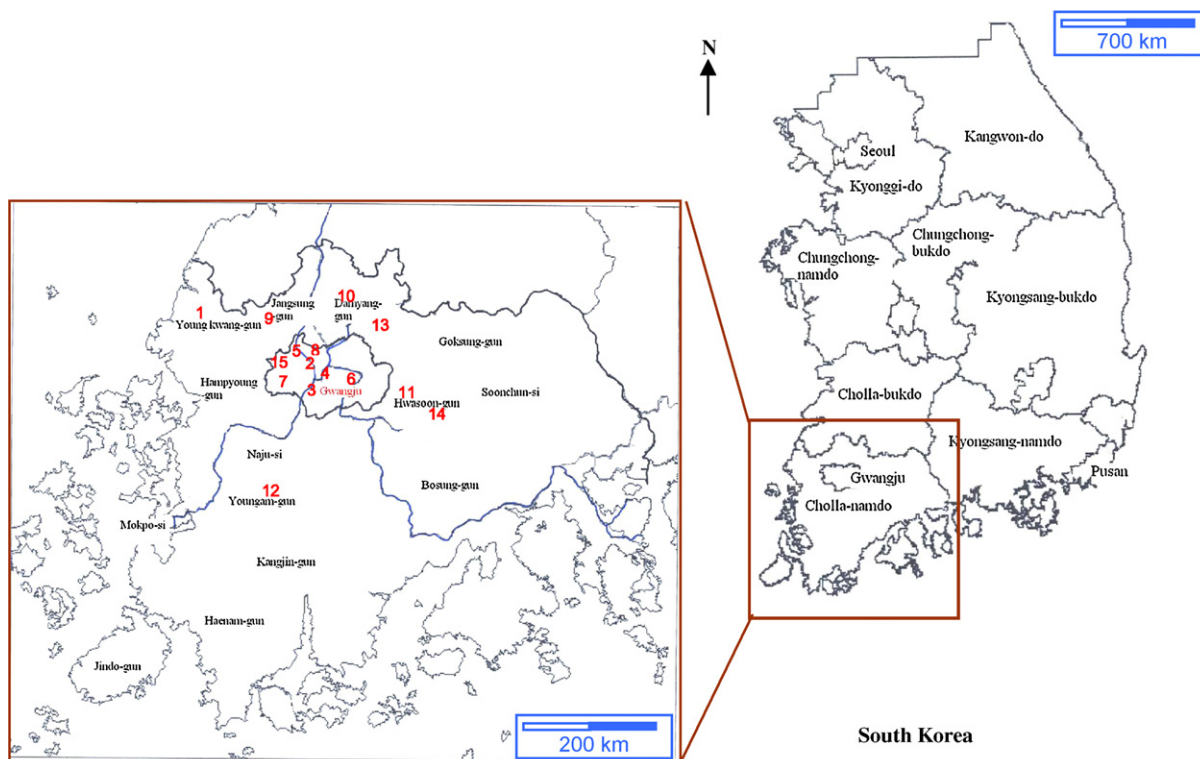 700 km
N
Kangwon-do
Seoul
Kyonggi-do
Chungchong-
bukdo
Chungchong-
namdo
Kyongsang-bukdo
Cholla-bukdo
Kyongsang-namdo
Pusan
Gwangju
Cholla-namdo
South Korea
10
Jangsung
-gun
Damyang-
gun
1
9
13
Young kwang-gun
Goksung-gun
5
8
15
2
4
7
6
3
Gwangju
Hampyoung
-gun
11
Hwasoon-gun
14
Soonchun-si
Naju-si
12
Youngam-gun
Bosung-gun
Mokpo-si
Kangjin-gun
Haenam-gun
Jindo-gun
200 km